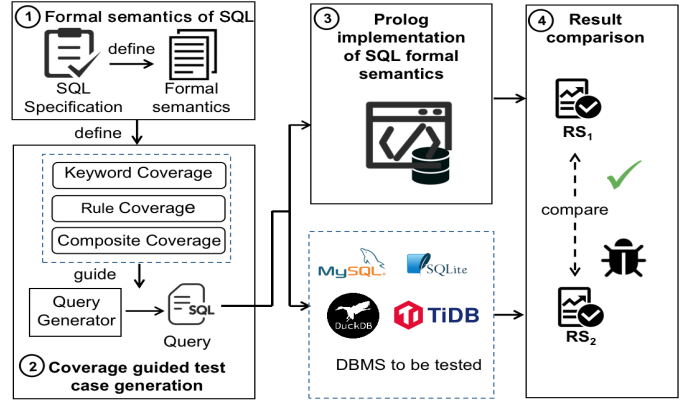 1 Formal semantics of SQL
define
SQL
Specification
Formal
semantics
define
Keyword Coverage
Rule Coverage
Composite Coverage
guide
Query
Generator
SQL
Query
2 Coverage guided test
case generation
3 Prolog
implementation
of SQL formal
semantics
MySQL
SQLite
DuckDB
TiDB
DBMS to be tested
4 Result
comparison
RS1
compare
RS2